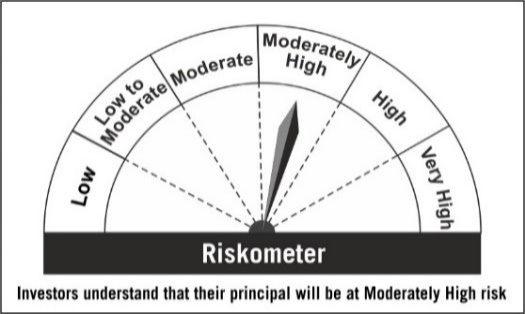 Low
Low to
Moderate
Moderate
Moderately
High
High
Very High
Riskometer
Investors understand that their principal will be at Moderately High risk